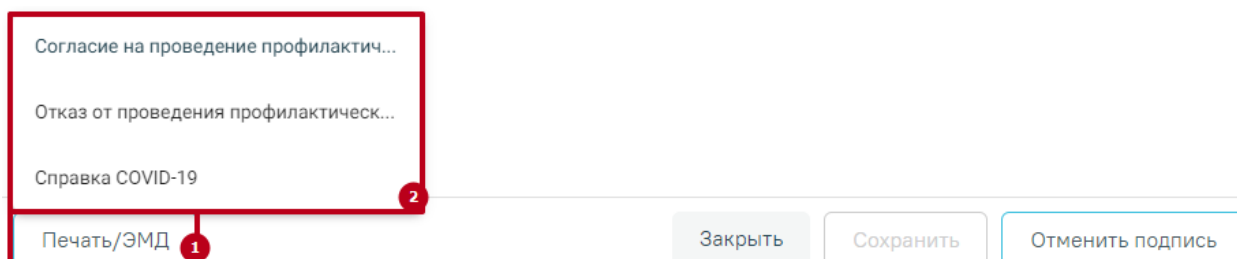 Согласие на проведение профилактич...
Отказ от проведения профилактическ...
Справка COVID-19
2
Печать/ЭМД 1 Закрыть Сохранить Отменить подпись